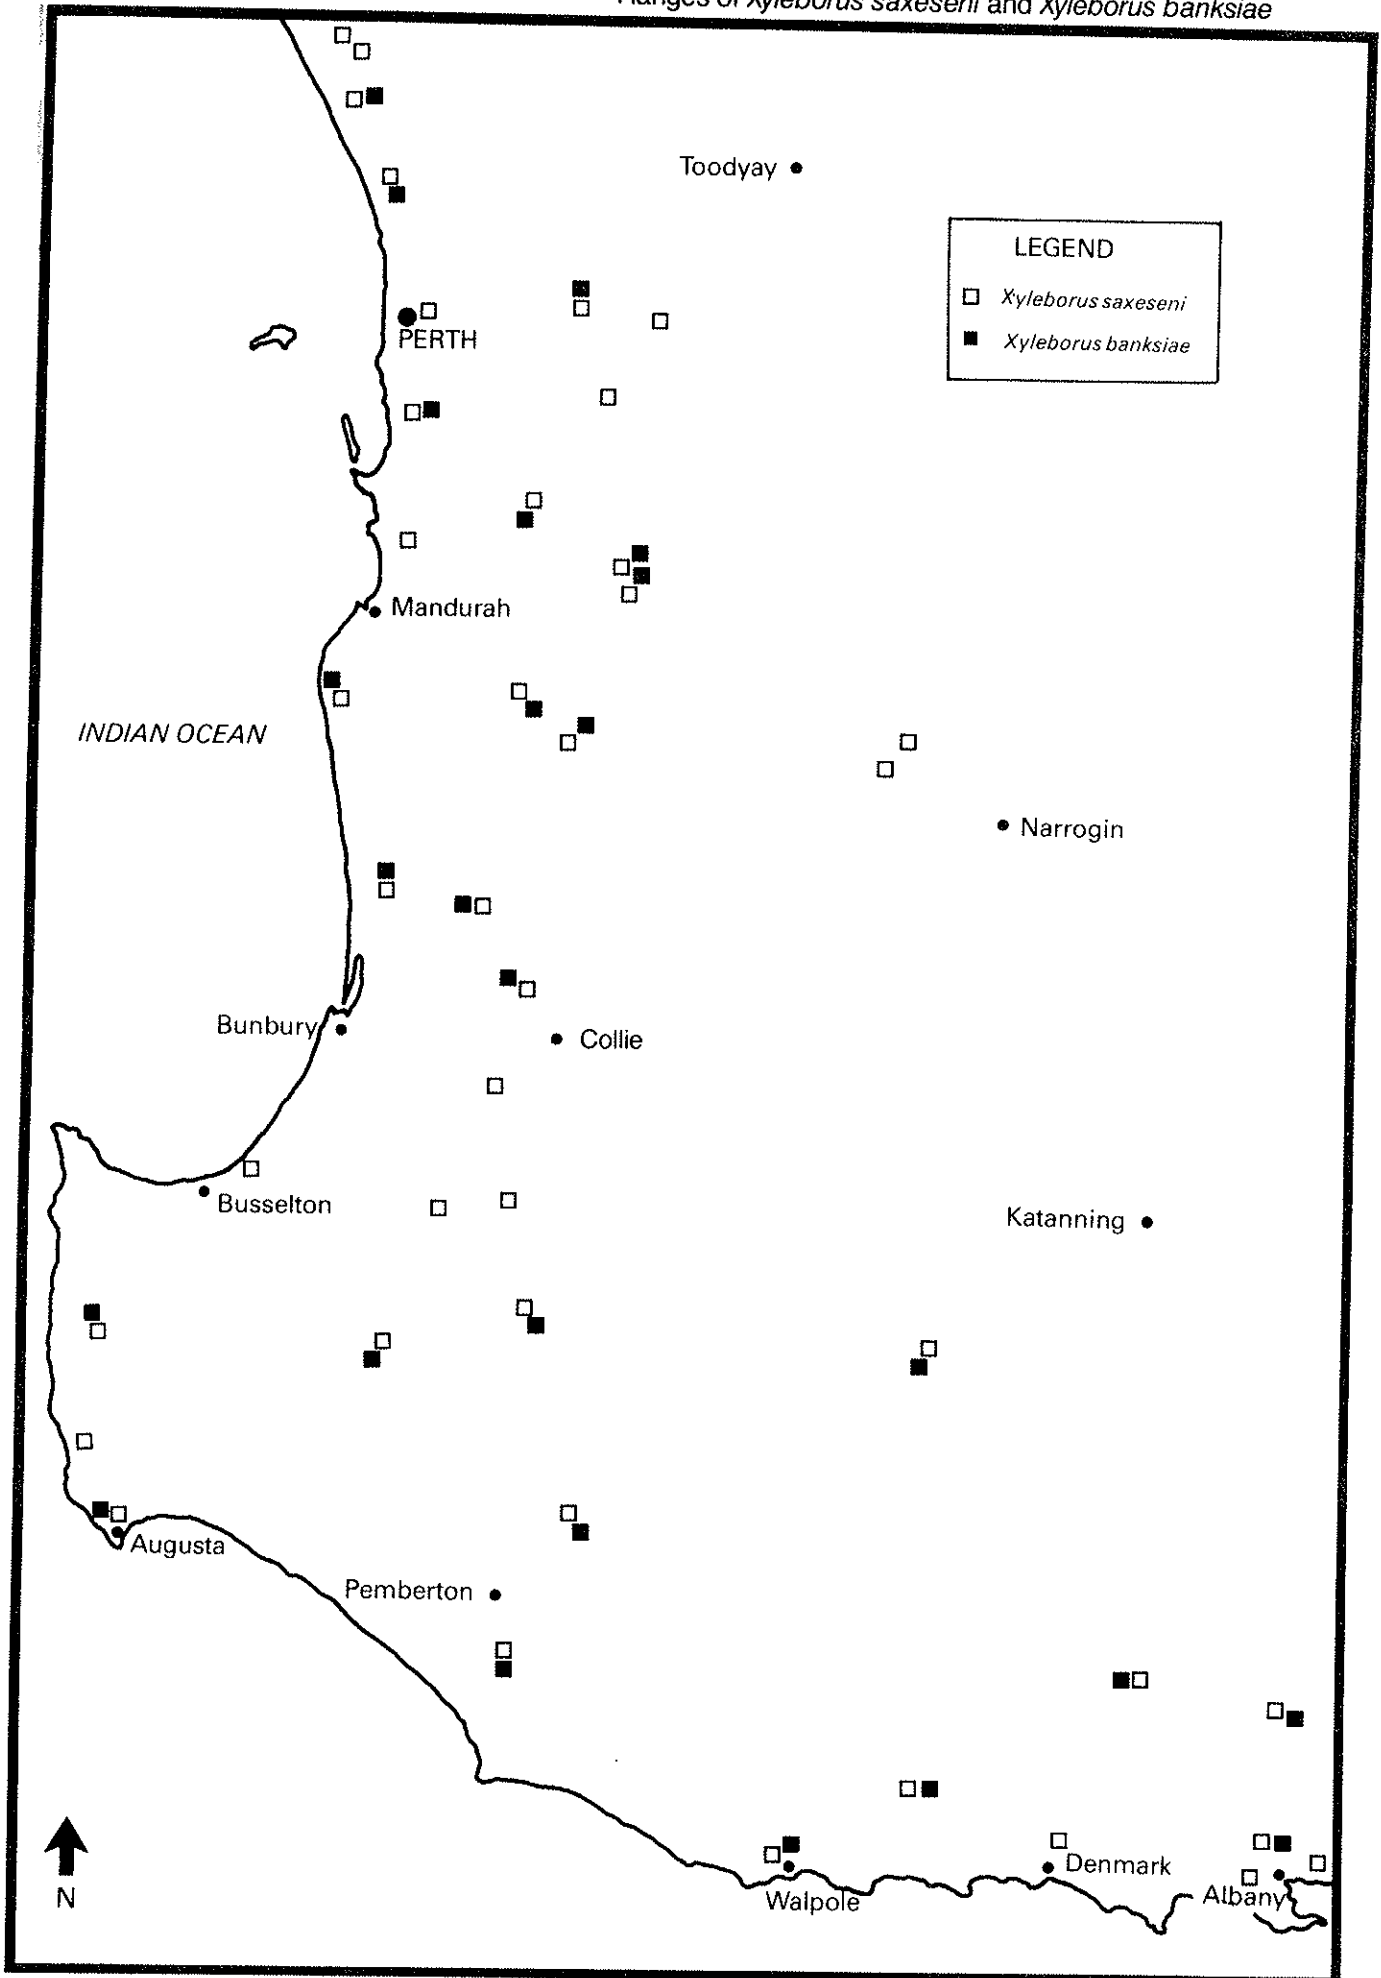 Ranges of Xyleborus saxeseni and Xyleborus banksiae
Toodyay
LEGEND
Xyleborus saxeseni
Xyleborus banksiae
PERTH
Mandurah
INDIAN OCEAN
Narrogin
Bunbury
Collie
Busselton
Katanning
Augusta
Pemberton
Denmark
Walpole
Albany
N